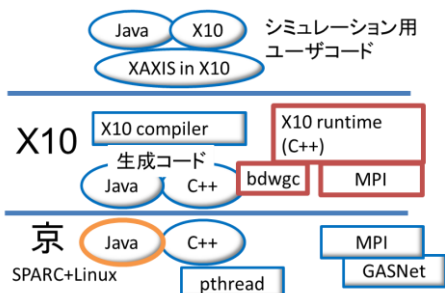 Java X10 シミュレーション用
ユーザコード
XAXIS in X10
X10 X10 compiler X10 runtime
(C++)
生成コード
Java C++ bdwgc MPI
京 Java C++ MPI
SPARC+Linux GASNet
pthread